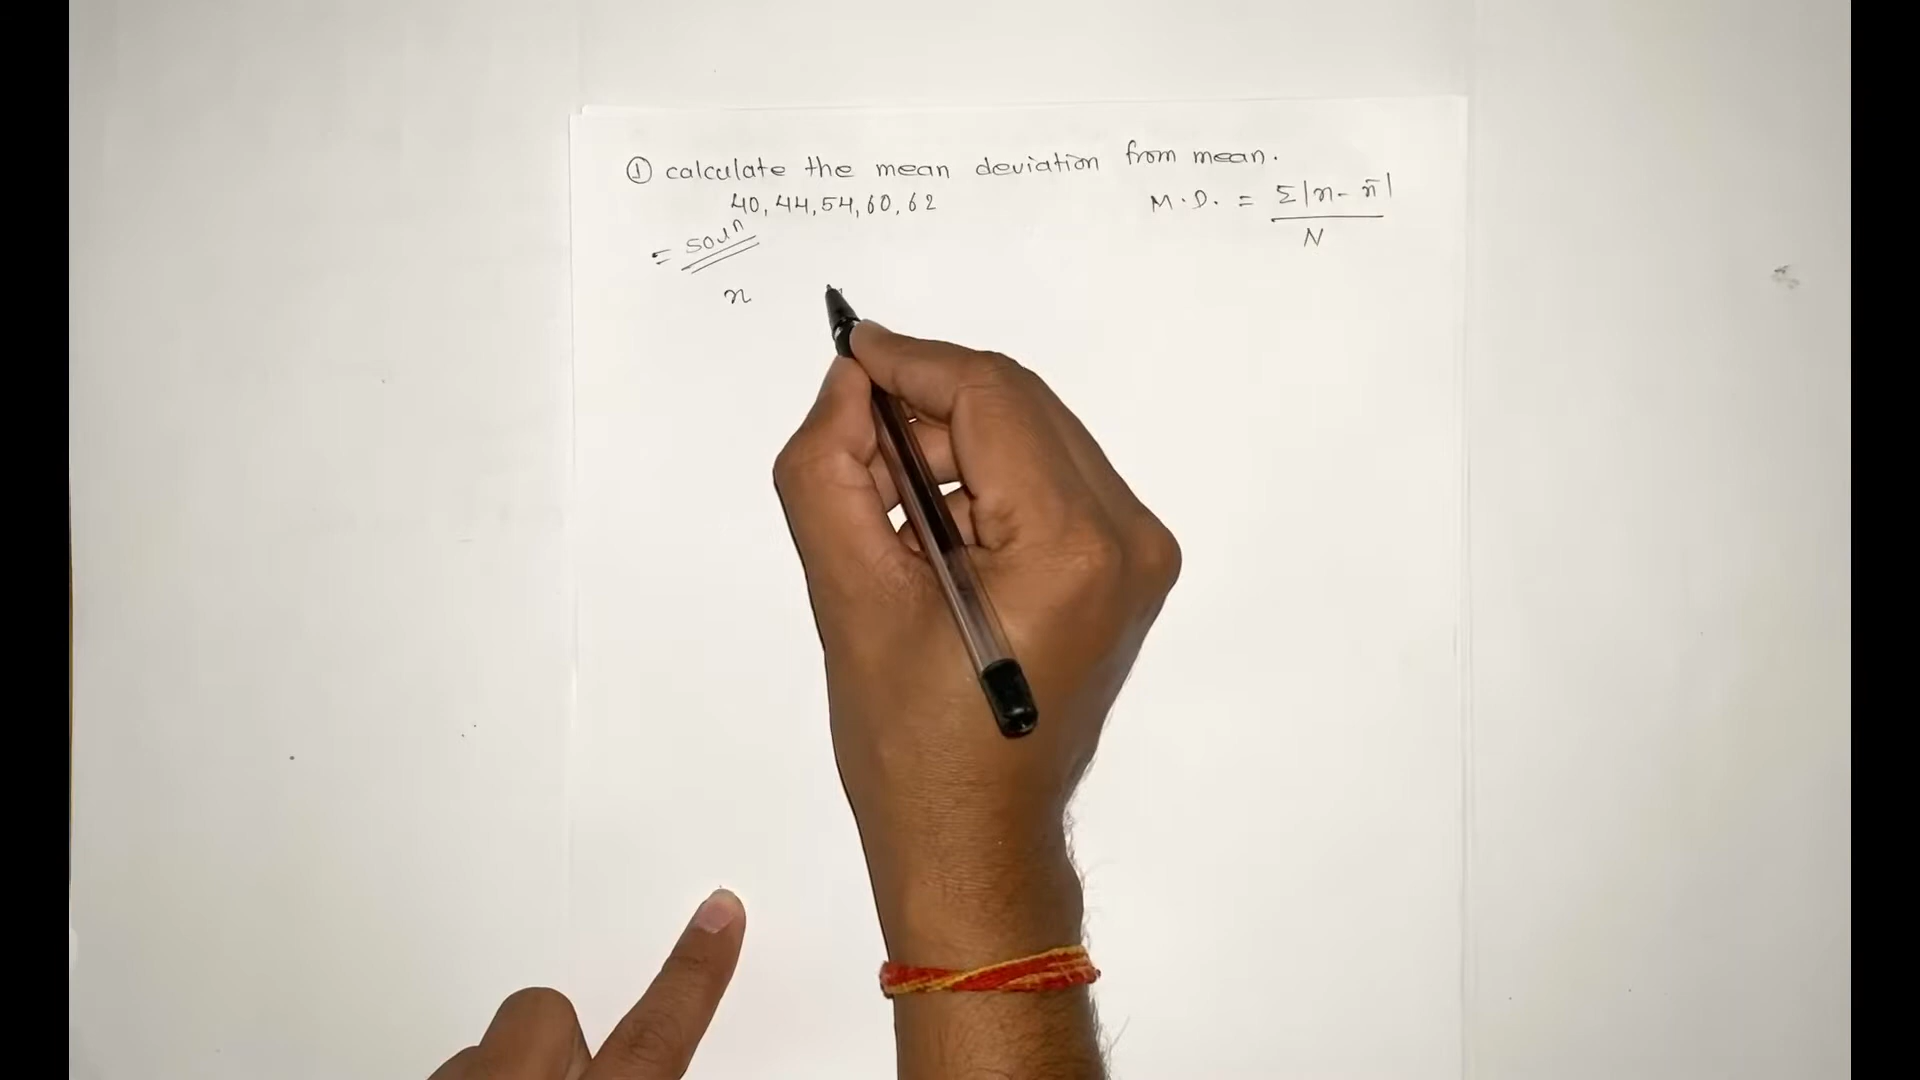 ① calculate the mean deviation from mean.
40, 44, 54, 60, 62
M.D. = Σ|x - x̄| / N
= soln
x